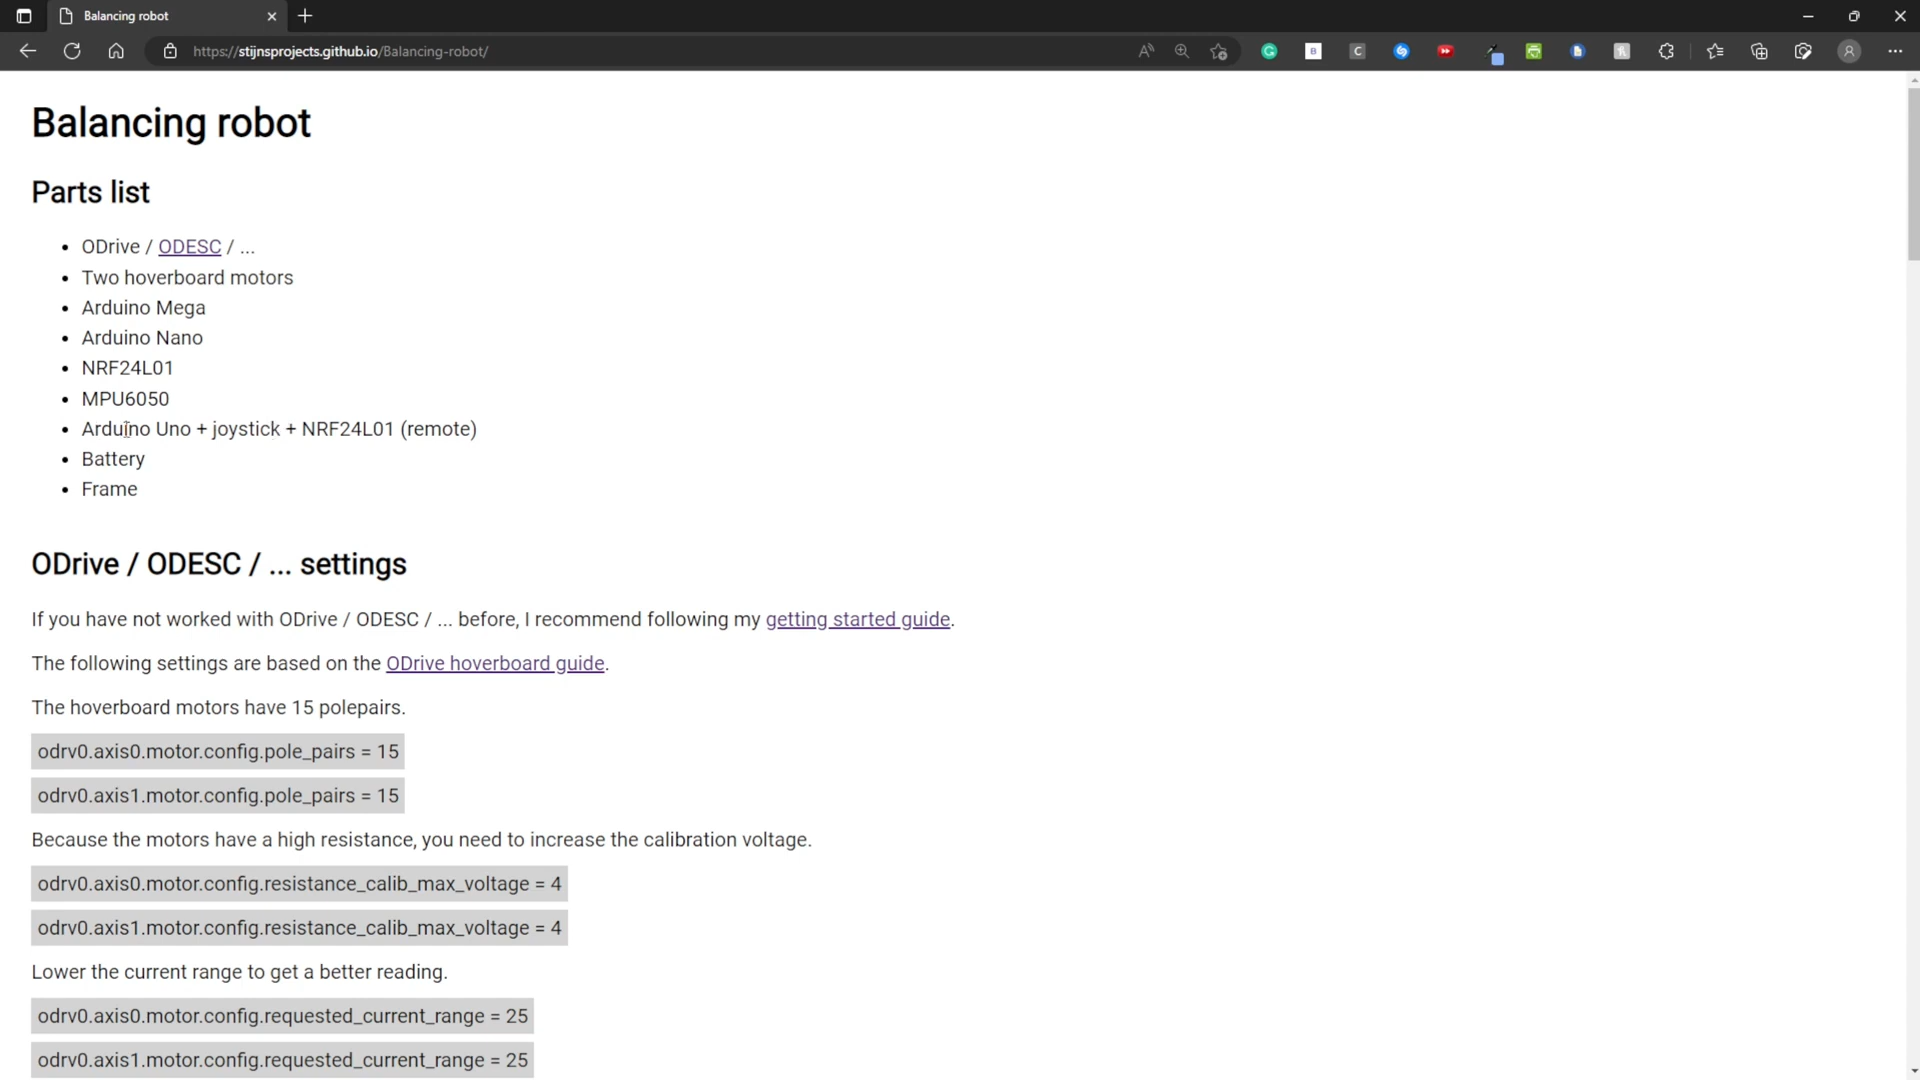 Balancing robot
https://stijnsprojects.github.io/Balancing-robot/
Balancing robot
Parts list
• ODrive / ODESC / ...
• Two hoverboard motors
• Arduino Mega
• Arduino Nano
• NRF24L01
• MPU6050
• Arduino Uno + joystick + NRF24L01 (remote)
• Battery
• Frame
ODrive / ODESC / ... settings
If you have not worked with ODrive / ODESC / ... before, I recommend following my getting started guide.
The following settings are based on the ODrive hoverboard guide.
The hoverboard motors have 15 polepairs.
odrv0.axis0.motor.config.pole_pairs = 15
odrv0.axis1.motor.config.pole_pairs = 15
Because the motors have a high resistance, you need to increase the calibration voltage.
odrv0.axis0.motor.config.resistance_calib_max_voltage = 4
odrv0.axis1.motor.config.resistance_calib_max_voltage = 4
Lower the current range to get a better reading.
odrv0.axis0.motor.config.requested_current_range = 25
odrv0.axis1.motor.config.requested_current_range = 25